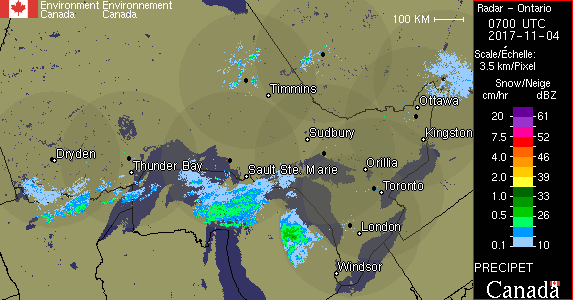 Environment Environnement
Canada Canada
100 KM
Timmins
Ottawa
Sudbury
Kingston
Dryden
Thunder Bay
Sault Ste. Marie
Orillia
Toronto
London
Windsor
Radar - Ontario
0700 UTC
2017-11-04
Scale/Échelle:
3.5 km/Pixel
Snow/Neige
cm/hr dBZ
20 61
7.5 52
4.0 46
2.0 39
1.0 33
0.5 26
0.1 10
PRECIPET
Canada